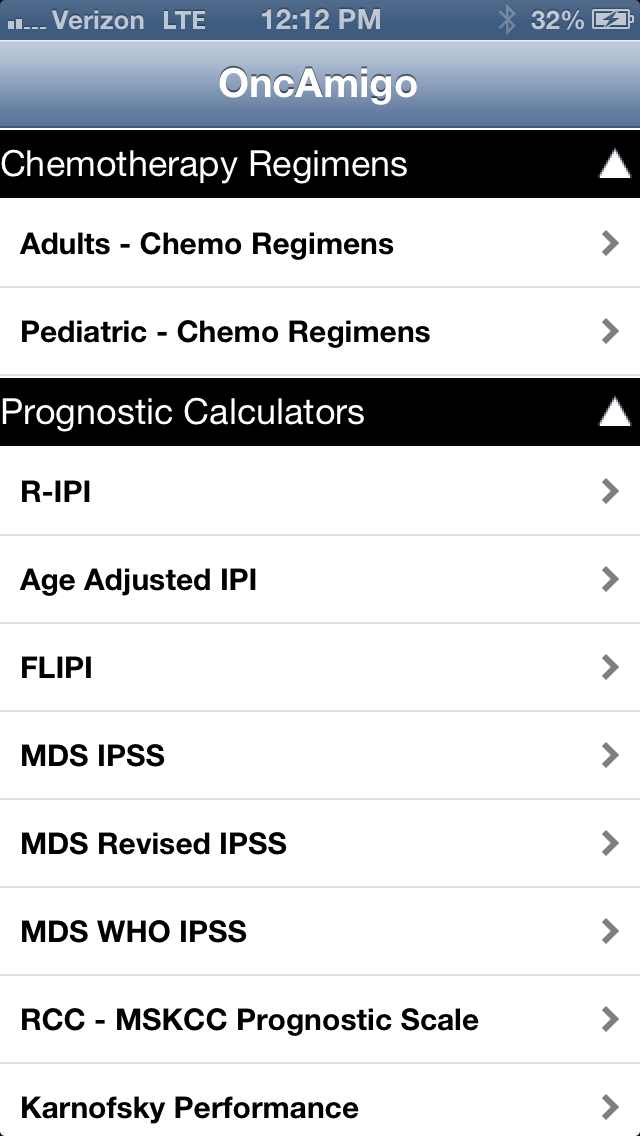 Verizon LTE 12:12 PM 32%
OncAmigo
Chemotherapy Regimens
Adults - Chemo Regimens
Pediatric - Chemo Regimens
Prognostic Calculators
R-IPI
Age Adjusted IPI
FLIPI
MDS IPSS
MDS Revised IPSS
MDS WHO IPSS
RCC - MSKCC Prognostic Scale
Karnofsky Performance